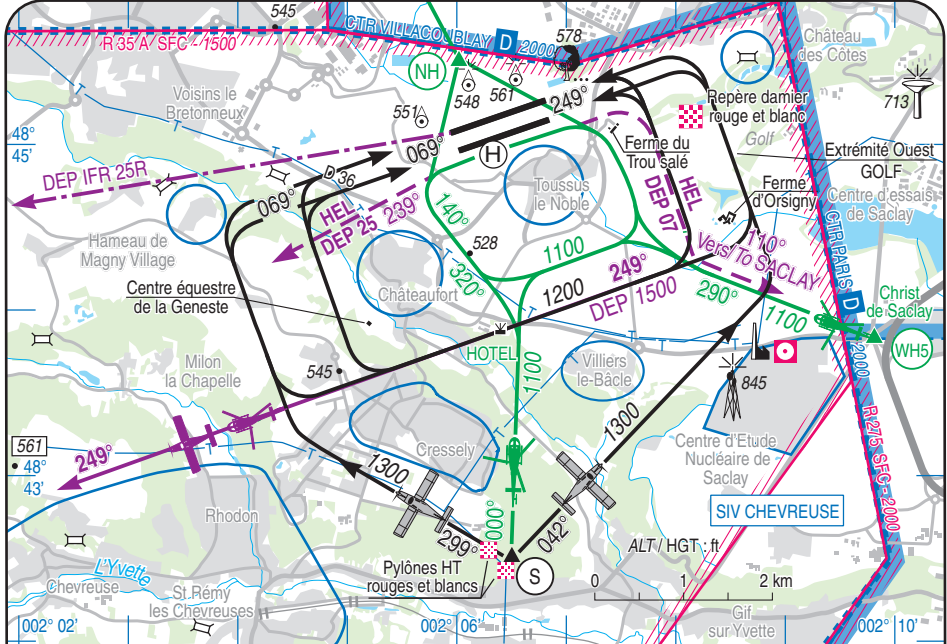 545
CTR VILLACOUBLAY D 2000
R 35 A SFC - 1500
578
Château
des Côtes
NH
713
Voisins le
Bretonneux
551
548
561
249°
Repère damier
rouge et blanc
48°
45'
069°
H
Golf
Ferme du
Trou salé
Extrémité Ouest
GOLF
DEP IFR 25R
D 36
069°
Toussus
le Noble
HEL
DEP 07
Ferme
d'Orsigny
Centre d'essais
de Saclay
HEL
DEP 25
239°
140°
Hameau de
Magny Village
528
1100
110°
Vers/To SACLAY
CTR PARIS D 2000
320°
249°
Centre équestre
de la Geneste
Châteaufort
1200
DEP 1500
290°
1100
Christ
de Saclay
HOTEL
WH5
Milon
la Chapelle
545
1100
Villiers
le-Bâcle
845
561
Cressely
1300
Centre d'Etude
Nucléaire de
Saclay
R 275 SFC - 2000
249°
48°
43'
1300
SIV CHEVREUSE
Rhodon
000°
299°
042°
ALT / HGT : ft
Pylônes HT
rouges et blancs
S
0 1 2 km
L'Yvette
Chevreuse
St Rémy
les Chevreuses
Gif
sur Yvette
002° 02'
002° 06'
002° 10'